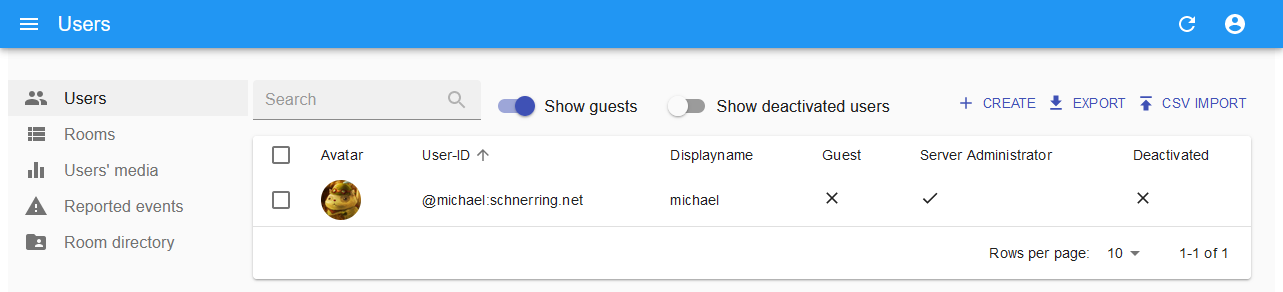 Users
Users
Rooms
Users' media
Reported events
Room directory
Search
Show guests
Show deactivated users
CREATE
EXPORT
CSV IMPORT
Avatar User-ID Displayname Guest Server Administrator Deactivated
@michael:schnerring.net michael
Rows per page: 10 1-1 of 1